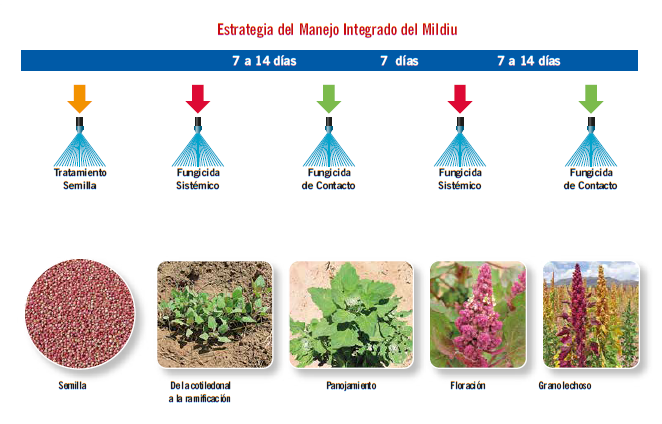 Estrategia del Manejo Integrado del Mildiu
7 a 14 días 7 días 7 a 14 días
Tratamiento Semilla
Fungicida Sistémico
Fungicida de Contacto
Fungicida Sistémico
Fungicida de Contacto
Semilla
De la cotiledonal a la ramificación
Panojamiento
Floración
Grano lechoso